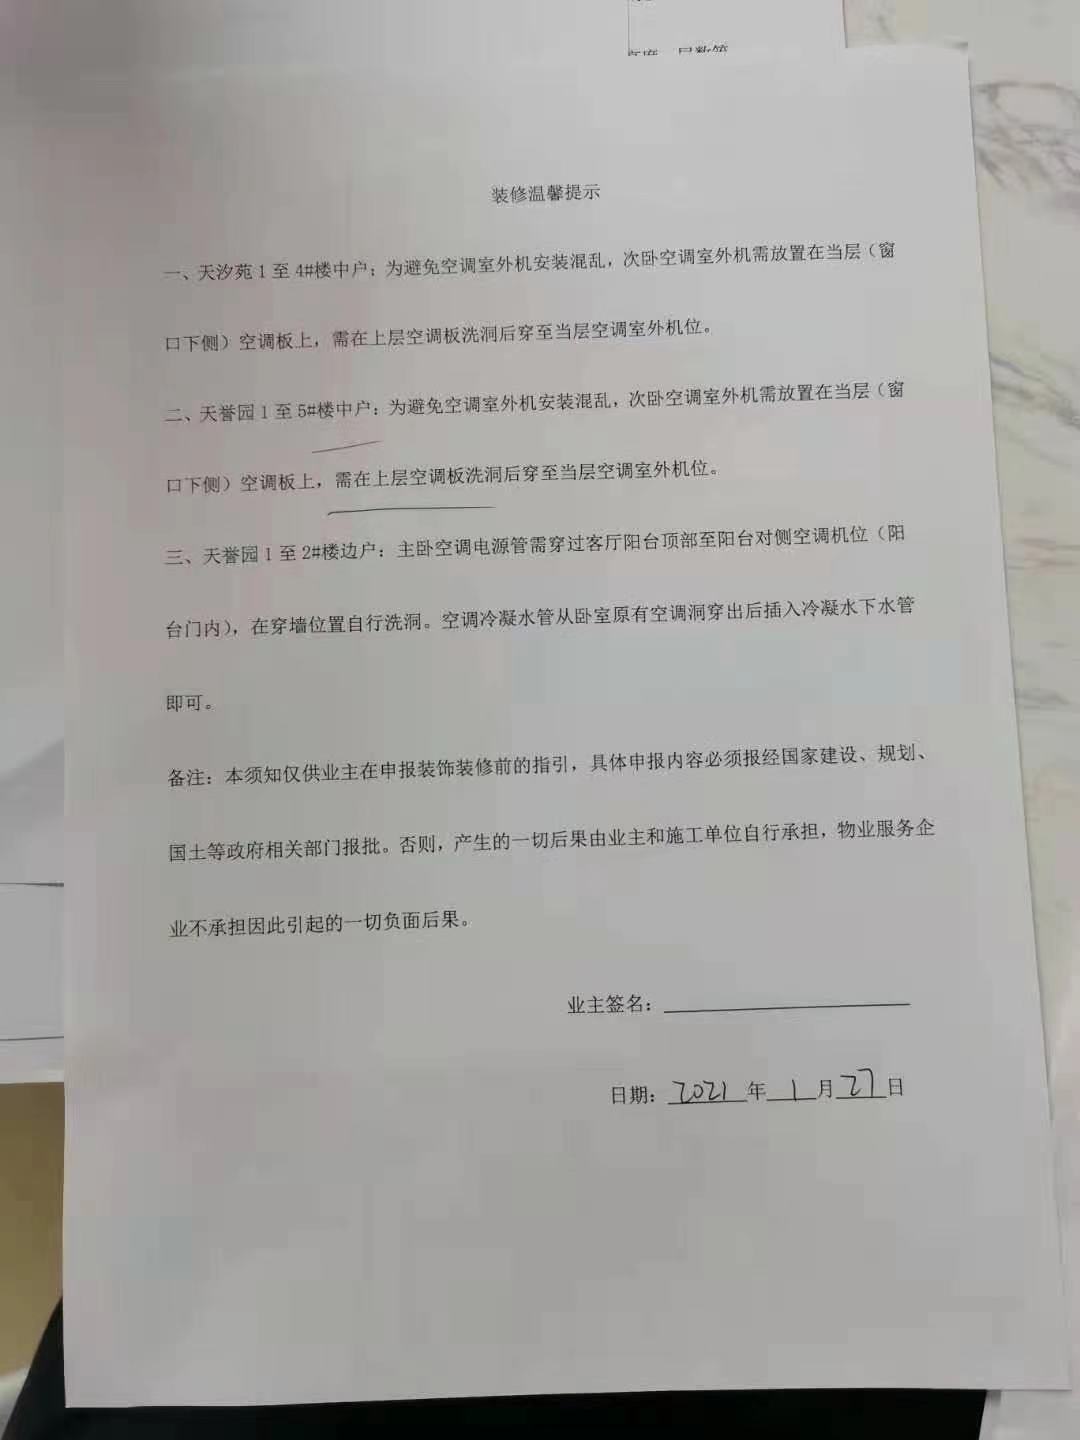 层数等
装修温馨提示
一、天汐苑 1 至 4#楼中户：为避免空调室外机安装混乱，次卧空调室外机需放置在当层（窗
口下侧）空调板上，需在上层空调板洗洞后穿至当层空调室外机位。
二、天誉园 1 至 5#楼中户：为避免空调室外机安装混乱，次卧空调室外机需放置在当层（窗
口下侧）空调板上，需在上层空调板洗洞后穿至当层空调室外机位。
三、天誉园 1 至 2#楼边户：主卧空调电源管需穿过客厅阳台顶部至阳台对侧空调机位（阳
台门内），在穿墙位置自行洗洞。空调冷凝水管从卧室原有空调洞穿出后插入冷凝水下水管
即可。
备注：本须知仅供业主在申报装饰装修前的指引，具体申报内容必须报经国家建设、规划、
国土等政府相关部门报批。否则，产生的一切后果由业主和施工单位自行承担，物业服务企
业不承担因此引起的一切负面后果。
业主签名：
日期：2021年1月27日